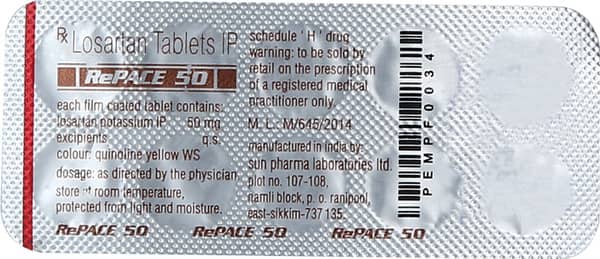 Rx Losartan Tablets IP
RePACE 50
each film coated tablet contains:
losartan potassium IP 50 mg
excipients q.s.
colour: quinoline yellow WS
dosage: as directed by the physician
store at room temperature,
protected from light and moisture.
schedule 'H' drug
warning: to be sold by
retail on the prescription
of a registered medical
practitioner only.
M. L.: M/645/2014
manufactured in India by:
sun pharma laboratories ltd.
plot no. 107-108,
namli block, p. o. ranipool,
east-sikkim-737 135.
PEMPF0034
RePACE 50 RePACE 50 RePACE 50